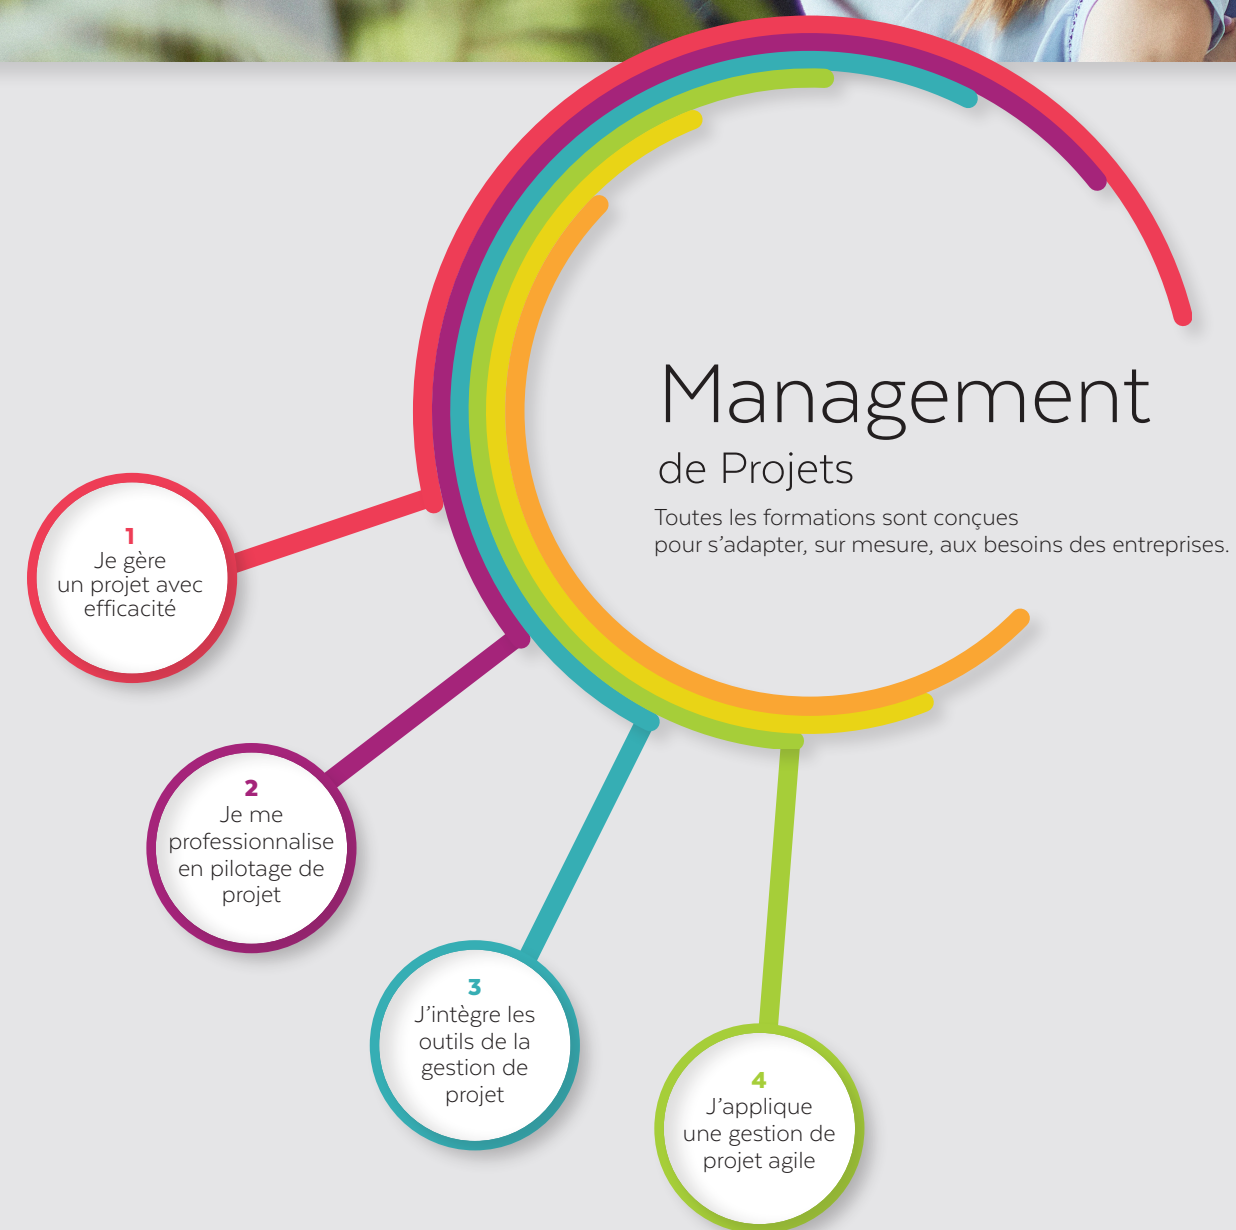 Management
de Projets
Toutes les formations sont conçues
pour s’adapter, sur mesure, aux besoins des entreprises.
1
Je gère
un projet avec
efficacité
2
Je me
professionnalise
en pilotage de
projet
3
J’intègre les
outils de la
gestion de
projet
4
J’applique
une gestion de
projet agile